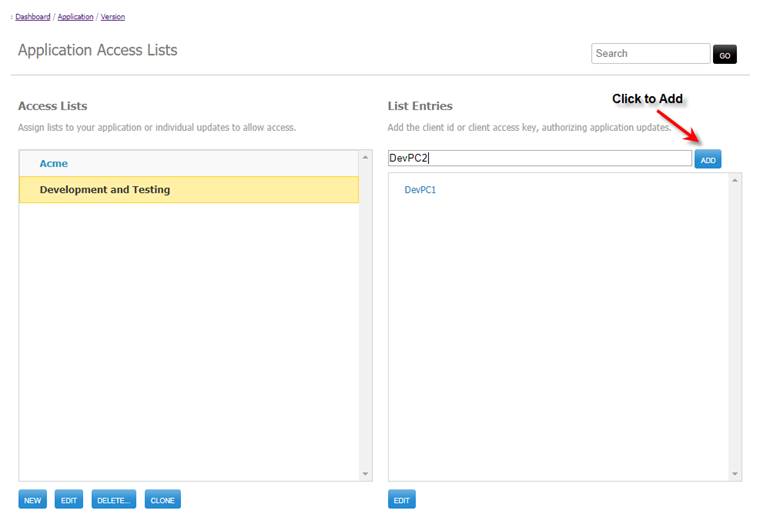 : Dashboard / Application / Version
Application Access Lists
Search
GO
Access Lists
Assign lists to your application or individual updates to allow access.
Acme
Development and Testing
NEW
EDIT
DELETE...
CLONE
List Entries
Click to Add
Add the client id or client access key, authorizing application updates.
DevPC2
ADD
DevPC1
EDIT